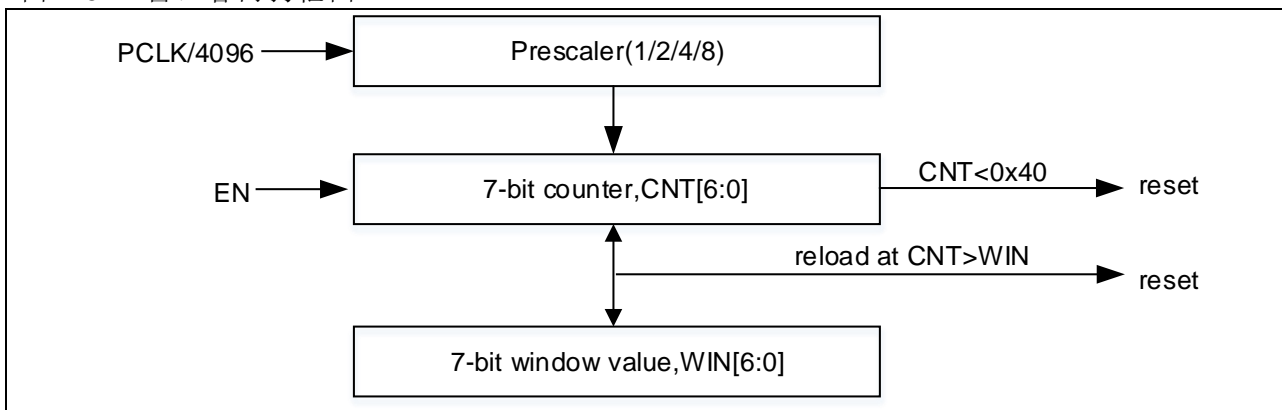 PCLK/4096
Prescaler(1/2/4/8)
EN
7-bit counter,CNT[6:0]
CNT<0x40
reset
reload at CNT>WIN
reset
7-bit window value,WIN[6:0]